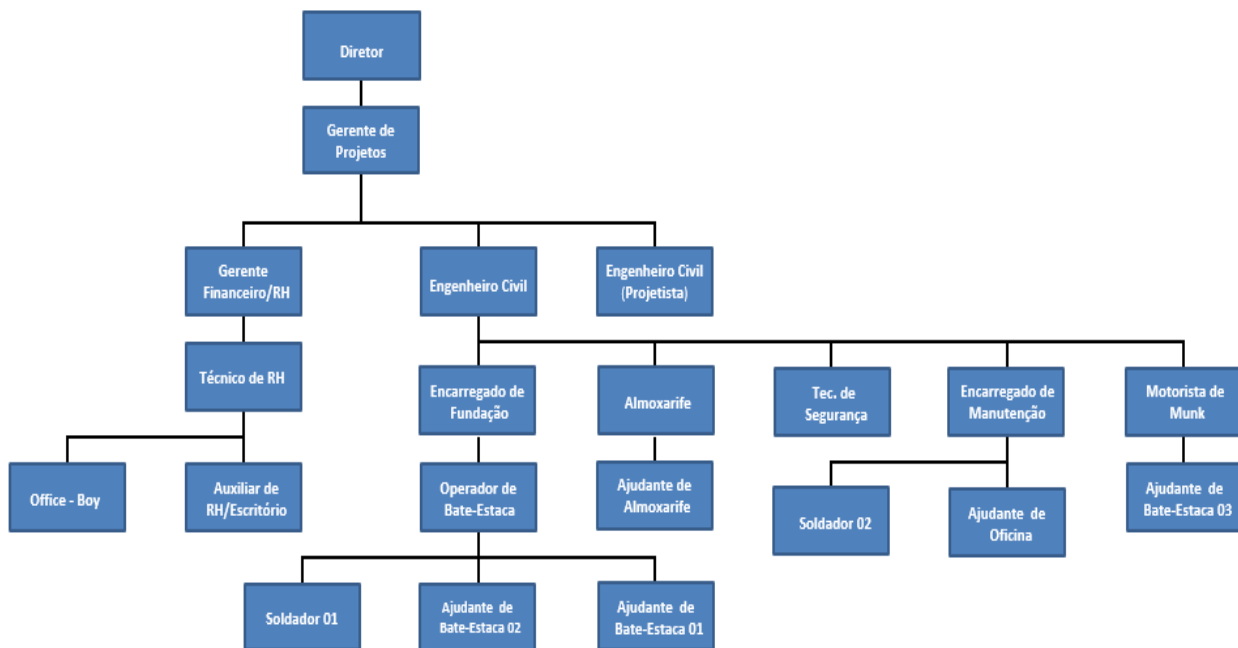 Diretor
Gerente de
Projetos
Gerente
Financeiro/RH
Engenheiro Civil
Engenheiro Civil
(Projetista)
Técnico de RH
Encarregado de
Fundação
Almoxarife
Tec. de
Segurança
Encarregado de
Manutenção
Motorista de
Munk
Office - Boy
Auxiliar de
RH/Escritório
Operador de
Bate-Estaca
Ajudante de
Almoxarife
Soldador 02
Ajudante de
Oficina
Ajudante de
Bate-Estaca 03
Soldador 01
Ajudante de
Bate-Estaca 02
Ajudante de
Bate-Estaca 01